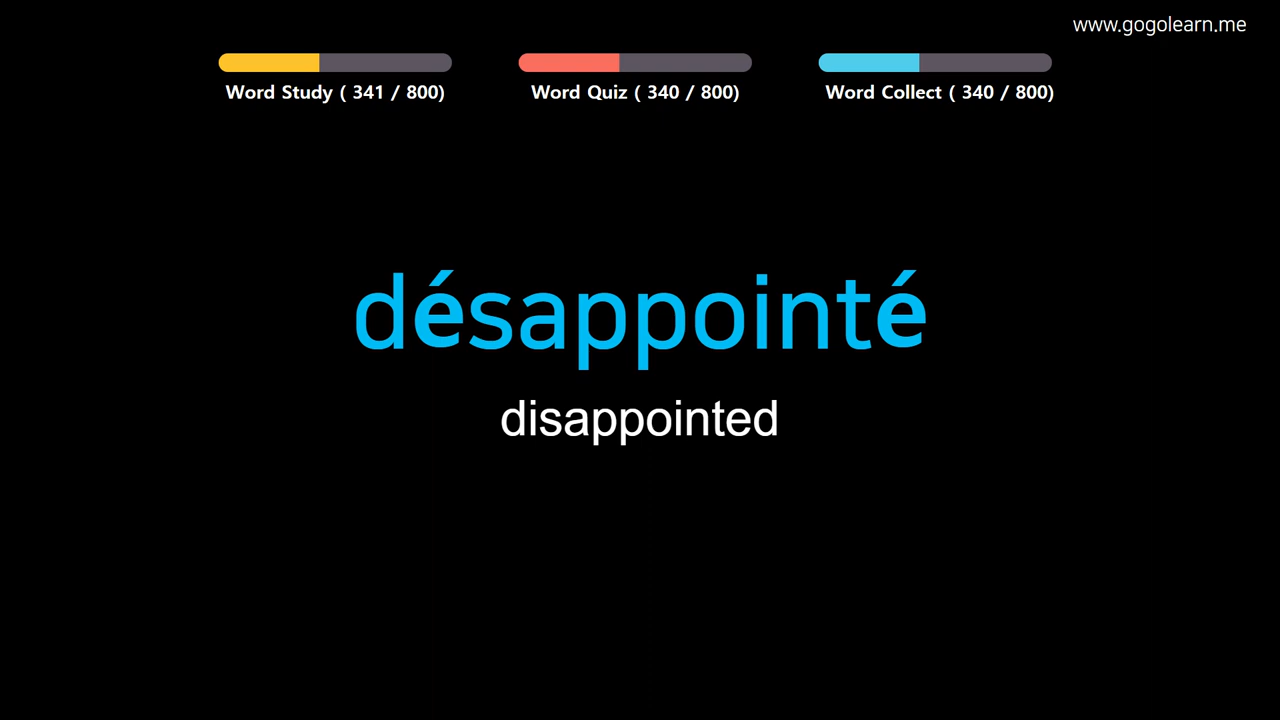 www.gogolearn.me
Word Study ( 341 / 800)
Word Quiz ( 340 / 800)
Word Collect ( 340 / 800)
désappointé
disappointed